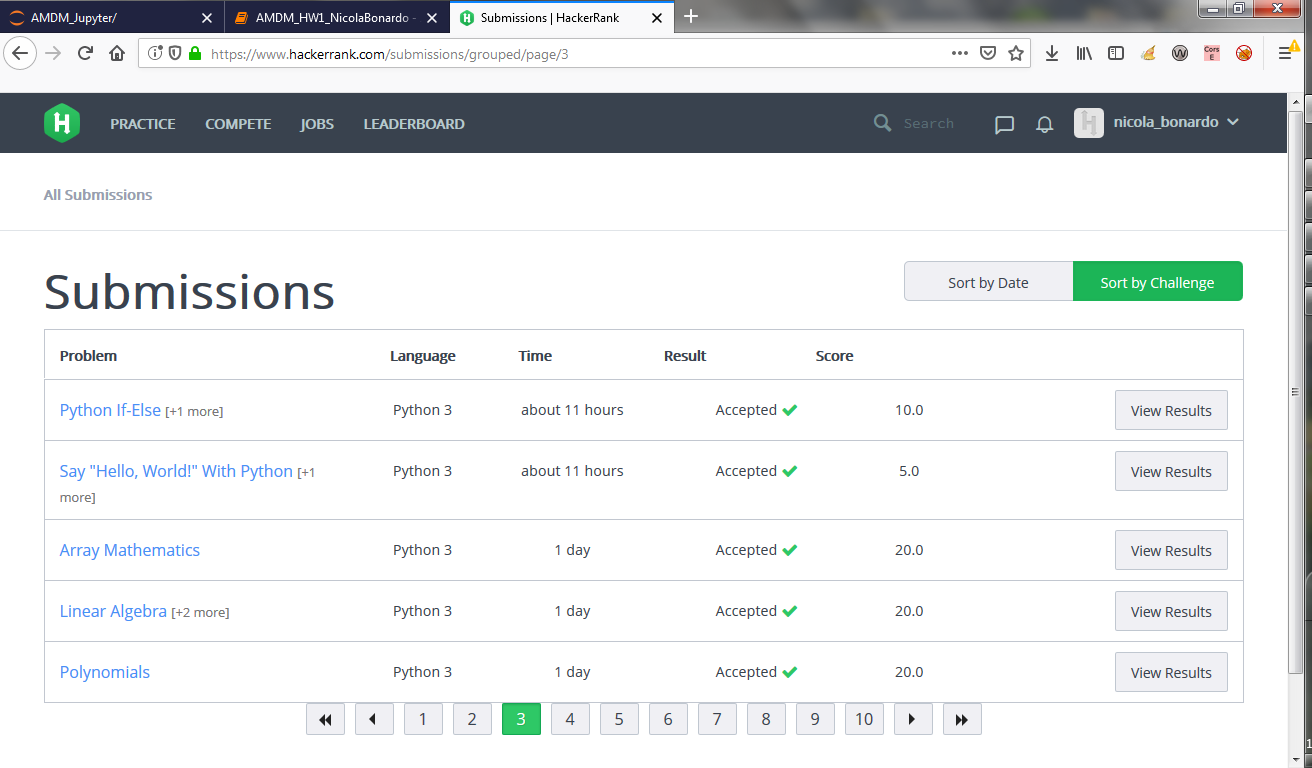 AMDM_Jupyter/
AMDM_HW1_NicolaBonardo -
Submissions | HackerRank
https://www.hackerrank.com/submissions/grouped/page/3
Cors
E
H
PRACTICE
COMPETE
JOBS
LEADERBOARD
Search
nicola_bonardo
All Submissions
Submissions
Sort by Date
Sort by Challenge
Problem Language Time Result Score
Python If-Else [+1 more] Python 3 about 11 hours Accepted 10.0 View Results
Say "Hello, World!" With Python [+1 Python 3 about 11 hours Accepted 5.0 View Results
more]
Array Mathematics Python 3 1 day Accepted 20.0 View Results
Linear Algebra [+2 more] Python 3 1 day Accepted 20.0 View Results
Polynomials Python 3 1 day Accepted 20.0 View Results
1 2 3 4 5 6 7 8 9 10